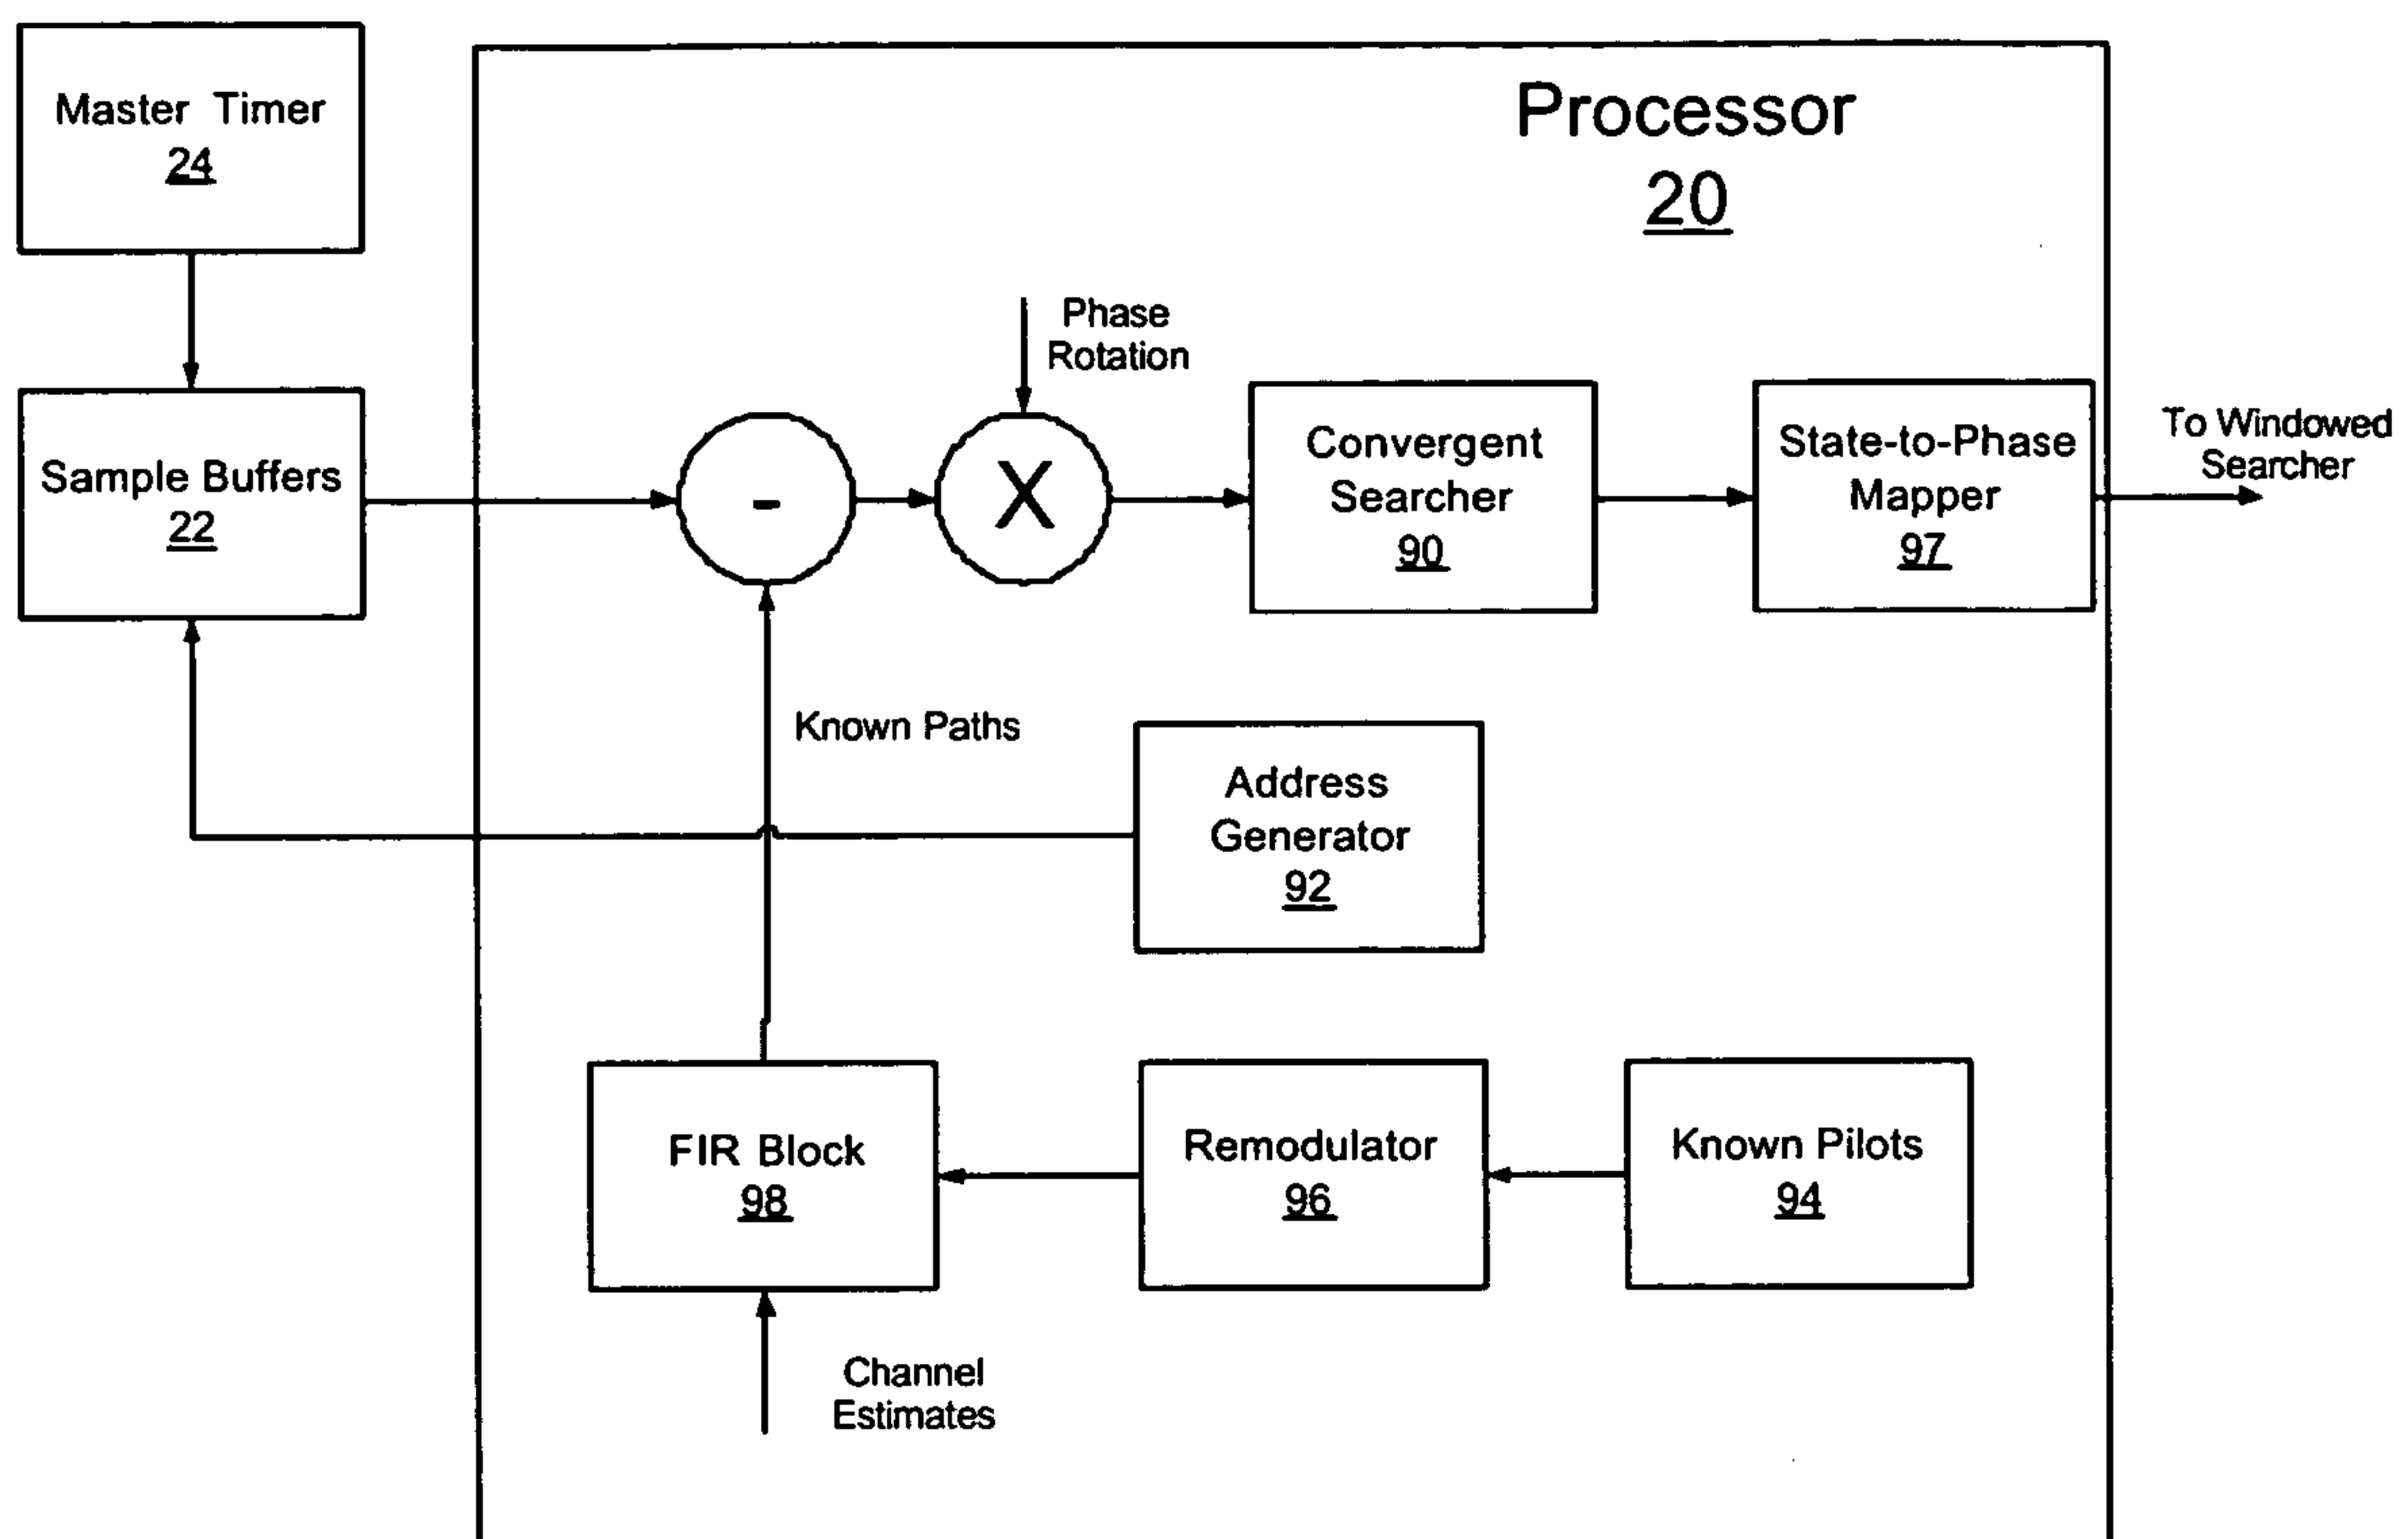 Master Timer
24
Processor
20
Phase
Rotation
Sample Buffers
22
-
X
Convergent
Searcher
90
State-to-Phase
Mapper
97
To Windowed
Searcher
Known Paths
Address
Generator
92
FIR Block
98
Remodulator
96
Known Pilots
94
Channel
Estimates